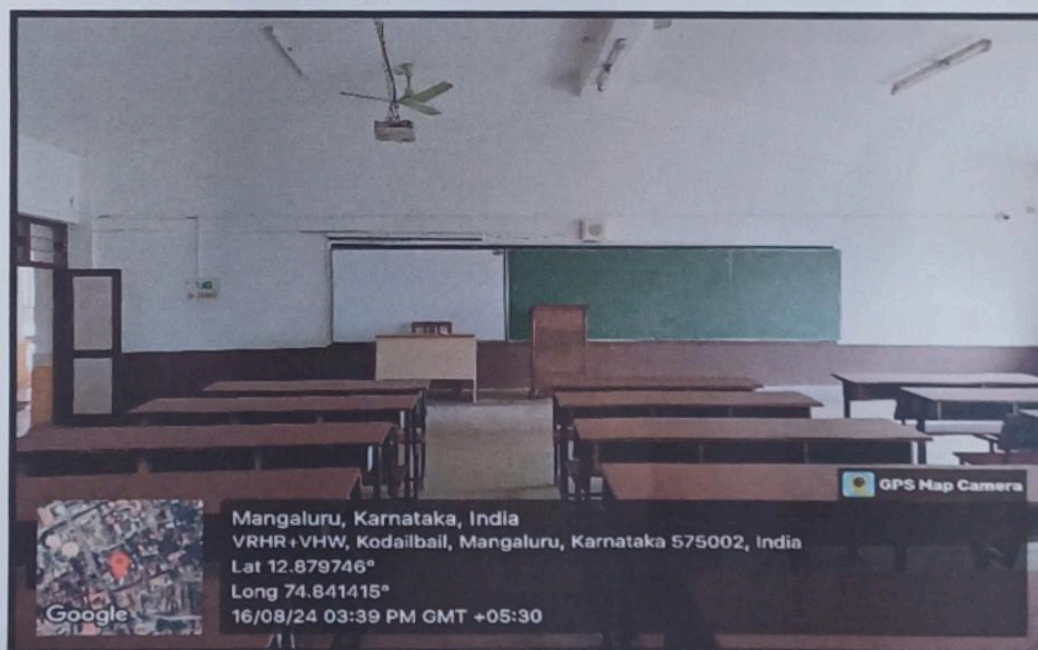 GPS Map Camera
Mangaluru, Karnataka, India
VRHR+VHW, Kodailbail, Mangaluru, Karnataka 575002, India
Lat 12.879746°
Long 74.841415°
16/08/24 03:39 PM GMT +05:30
Google